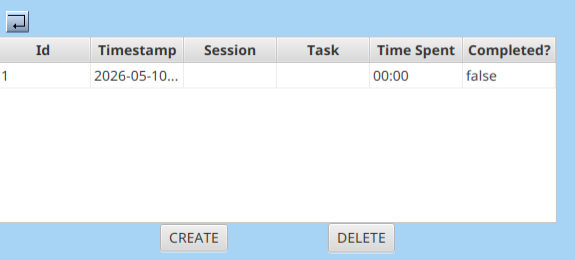 Id Timestamp Session Task Time Spent Completed?
1 2026-05-10... 00:00 false
CREATE DELETE